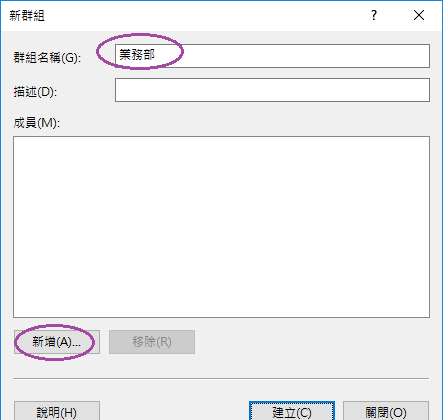 新群組 ?
群組名稱(G): 業務部
描述(D):
成員(M):
新增(A)... 移除(R)
說明(H) 建立(C) 關閉(O)